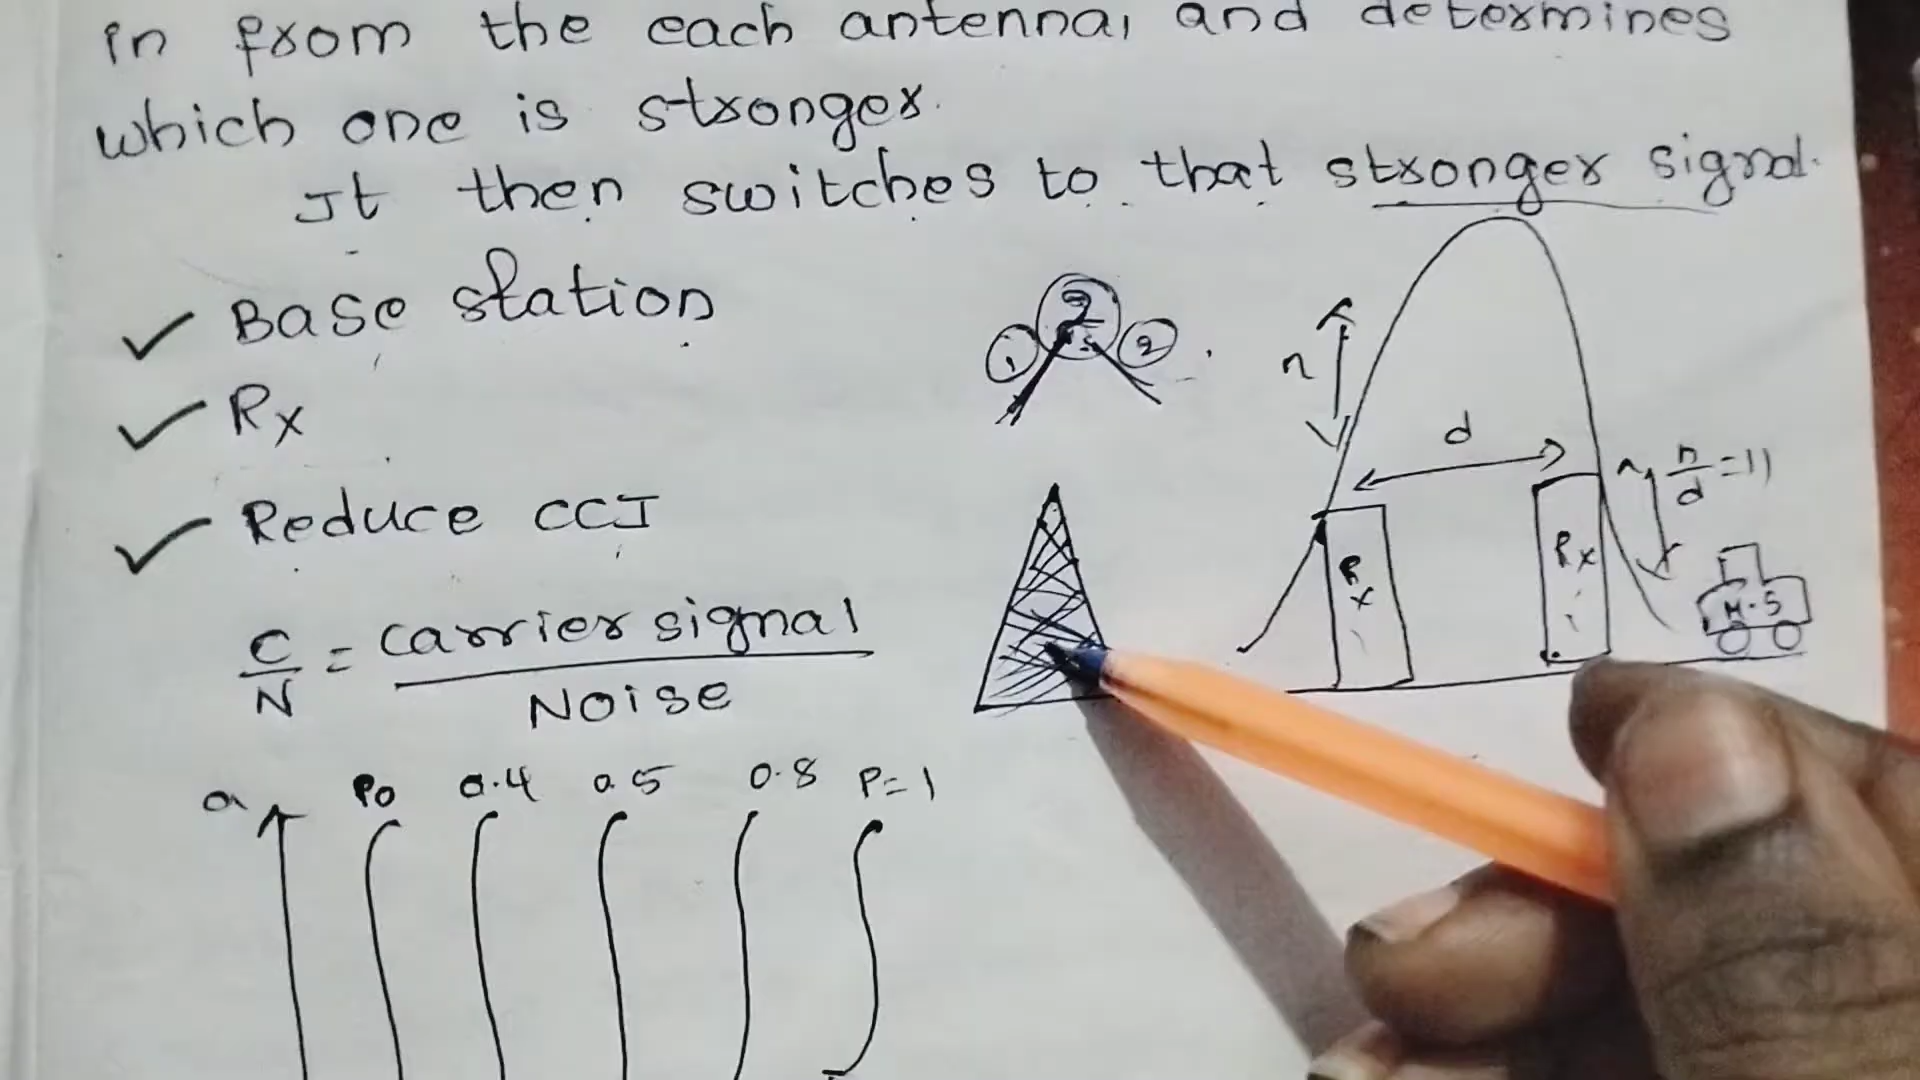 in from the each antenna, and determines
which one is stronger.
It then switches to that stronger signal.
✓ Base station
✓ Rx
✓ Reduce CCI
C/N = carrier signal / Noise
a P0 0.4 0.5 0.8 P=1
1 2
n
d
n/d = 11
Rx
Rx
M.S